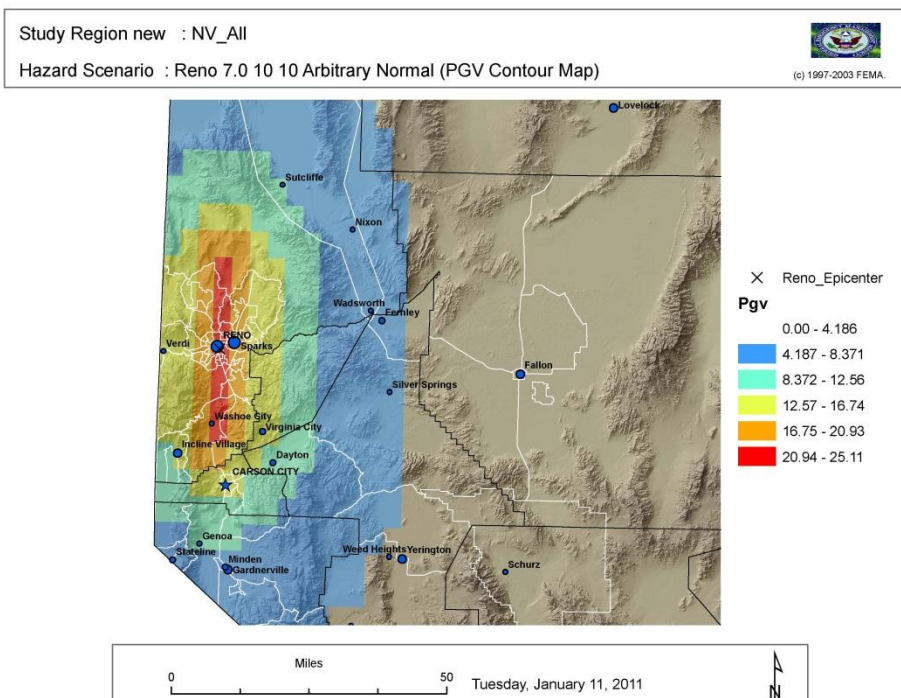 Study Region new : NV_All
Hazard Scenario : Reno 7.0 10 10 Arbitrary Normal (PGV Contour Map)
(c) 1997-2003 FEMA.
Lovelock
Sutcliffe
Nixon
Wadsworth
Fernley
RENO
Sparks
Verdi
Fallon
Silver Springs
Washoe City
Virginia City
Incline Village
Dayton
CARSON CITY
Genoa
Stateline
Minden
Gardnerville
Weed Heights
Yerington
Schurz
Reno_Epicenter
Pgv
0.00 - 4.186
4.187 - 8.371
8.372 - 12.56
12.57 - 16.74
16.75 - 20.93
20.94 - 25.11
Miles
0 50
Tuesday, January 11, 2011
N